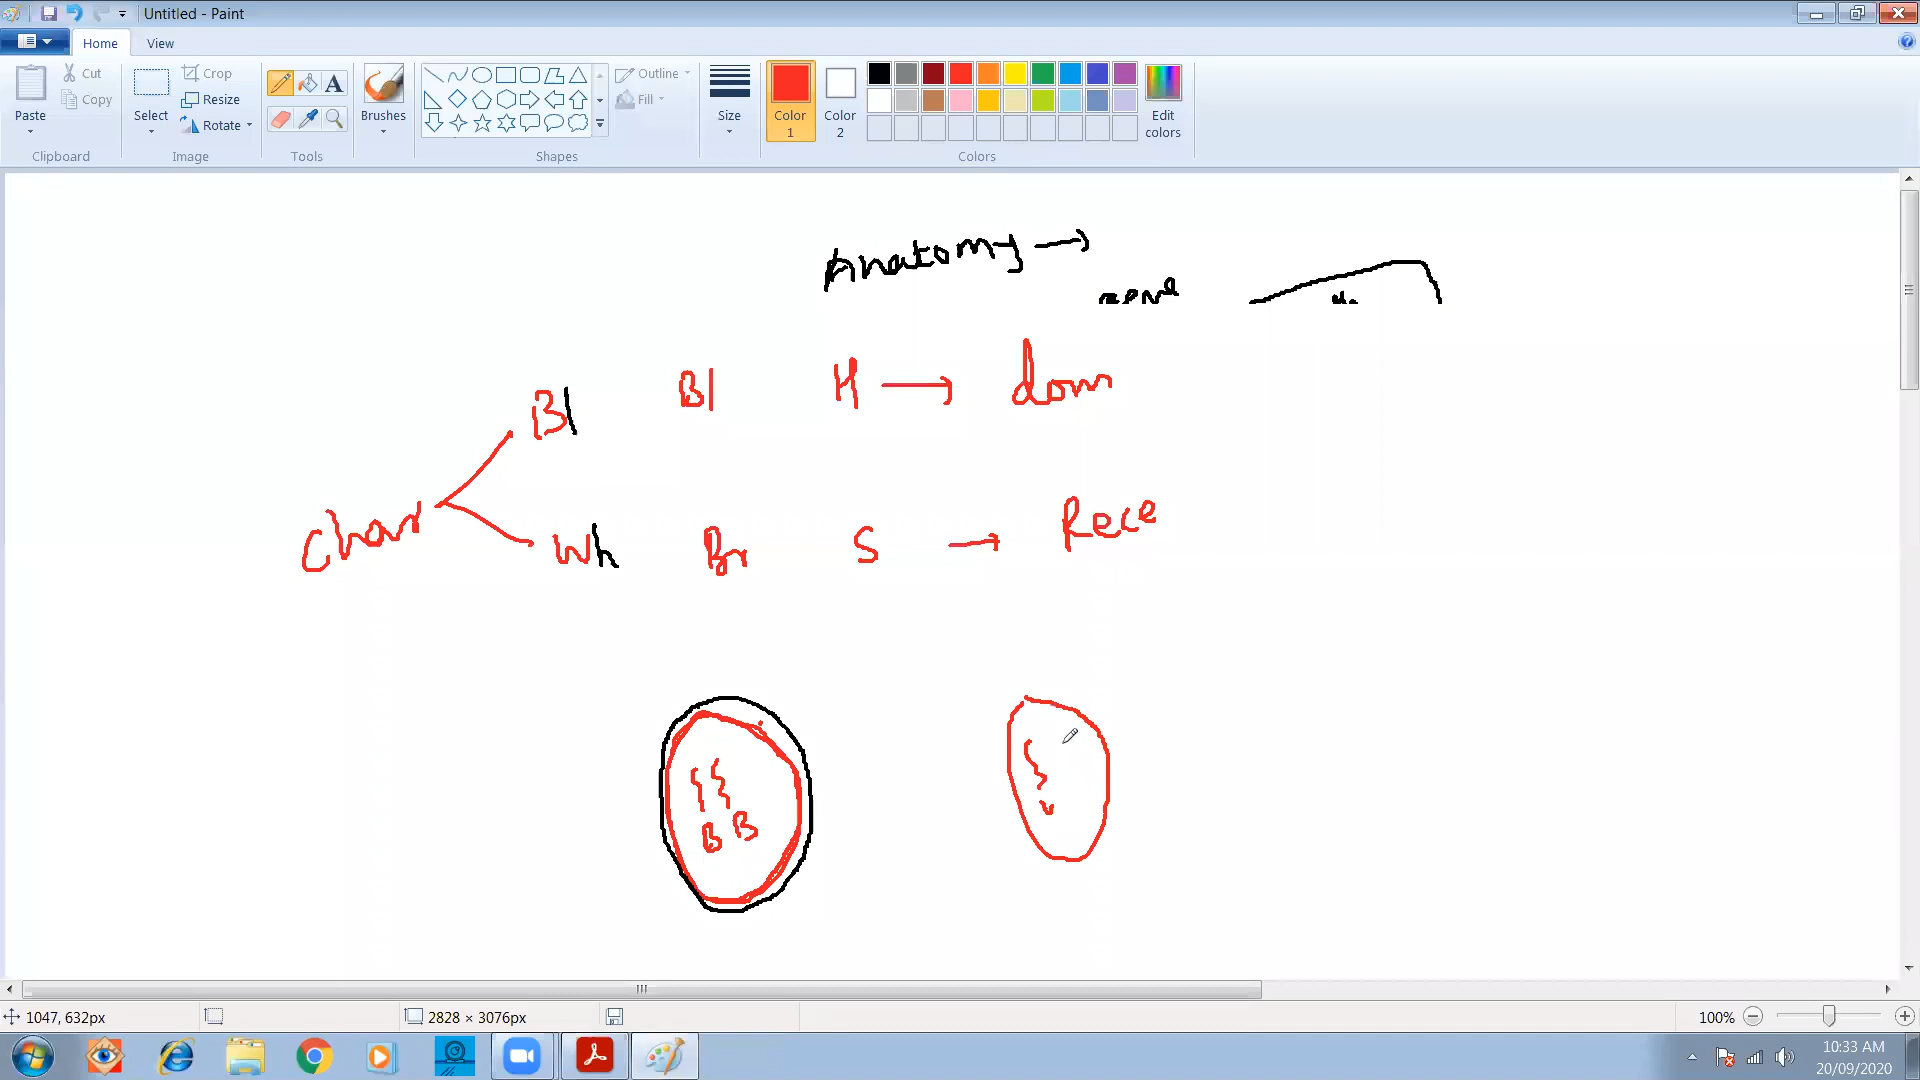 Untitled - Paint
Home View
Cut
Copy
Paste
Clipboard
Crop
Resize
Rotate
Select
Image
Tools
Brushes
Shapes
Outline
Fill
Size
Color 1
Color 2
Edit colors
Colors
Anatomy →
Bl Bl H → dom
Char
Wh Br S → Rece
B B
1047, 632px
2828 × 3076px
100%
10:33 AM
20/09/2020